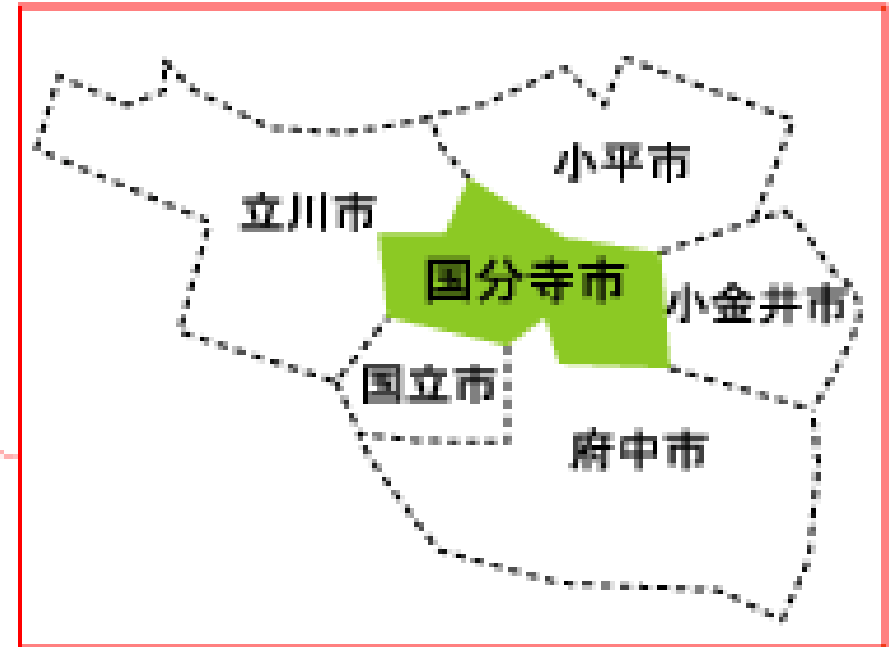 小平市
立川市
国分寺市
小金井市
国立市
府中市